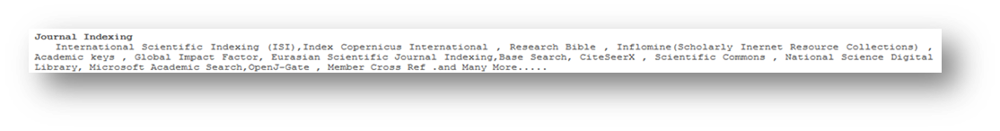 Journal Indexing
International Scientific Indexing (ISI),Index Copernicus International , Research Bible , Inflomine(Scholarly Inernet Resource Collections) ,
Academic keys , Global Impact Factor, Eurasian Scientific Journal Indexing,Base Search, CiteSeerX , Scientific Commons , National Science Digital
Library, Microsoft Academic Search,OpenJ-Gate , Member Cross Ref .and Many More.....